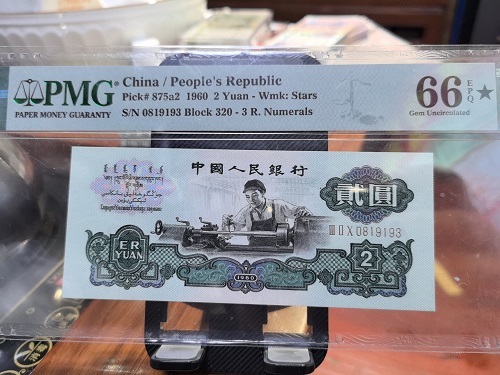 PMG
PAPER MONEY GUARANTY
China / People's Republic
Pick# 875a2 1960 2 Yuan - Wmk: Stars
S/N 0819193 Block 320 - 3 R. Numerals
66 EPQ ★
Gem Uncirculated
中國人民銀行
貳圓
III II X 0819193
ER
YUAN
1960
2